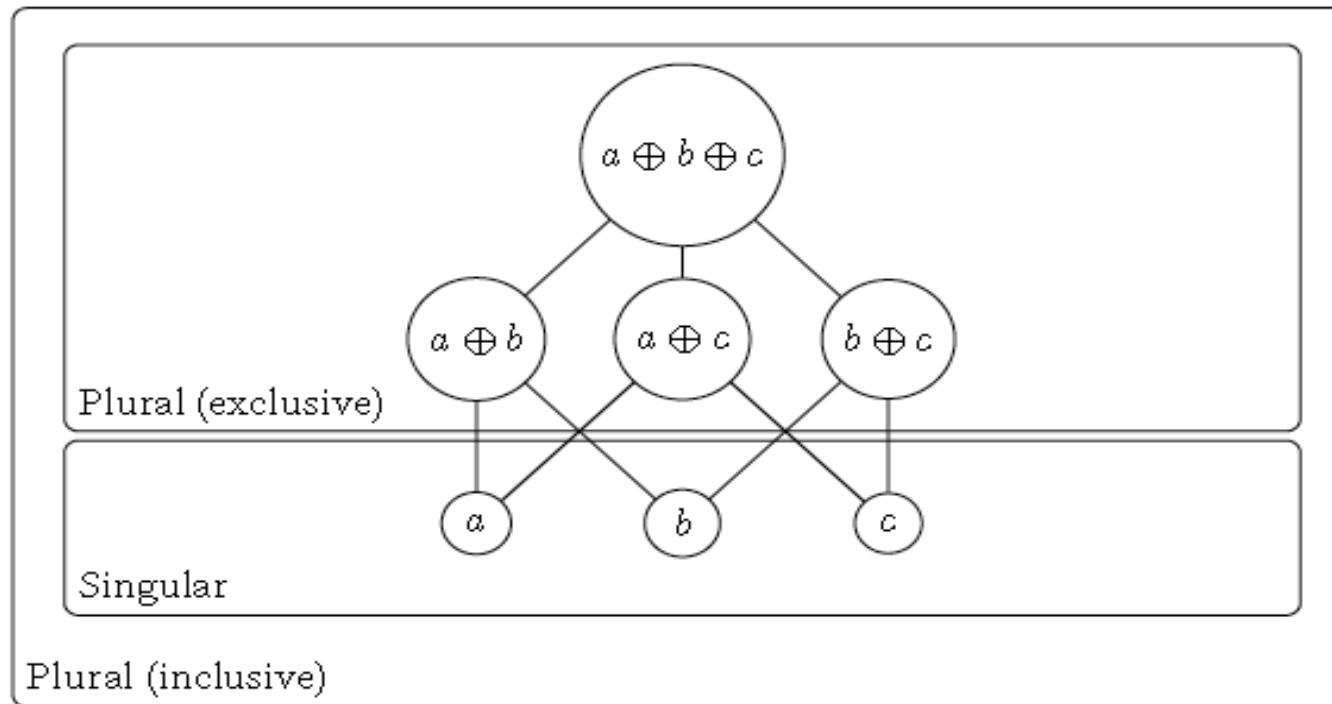 a ⊕ b ⊕ c
a ⊕ b
a ⊕ c
b ⊕ c
Plural (exclusive)
a
b
c
Singular
Plural (inclusive)